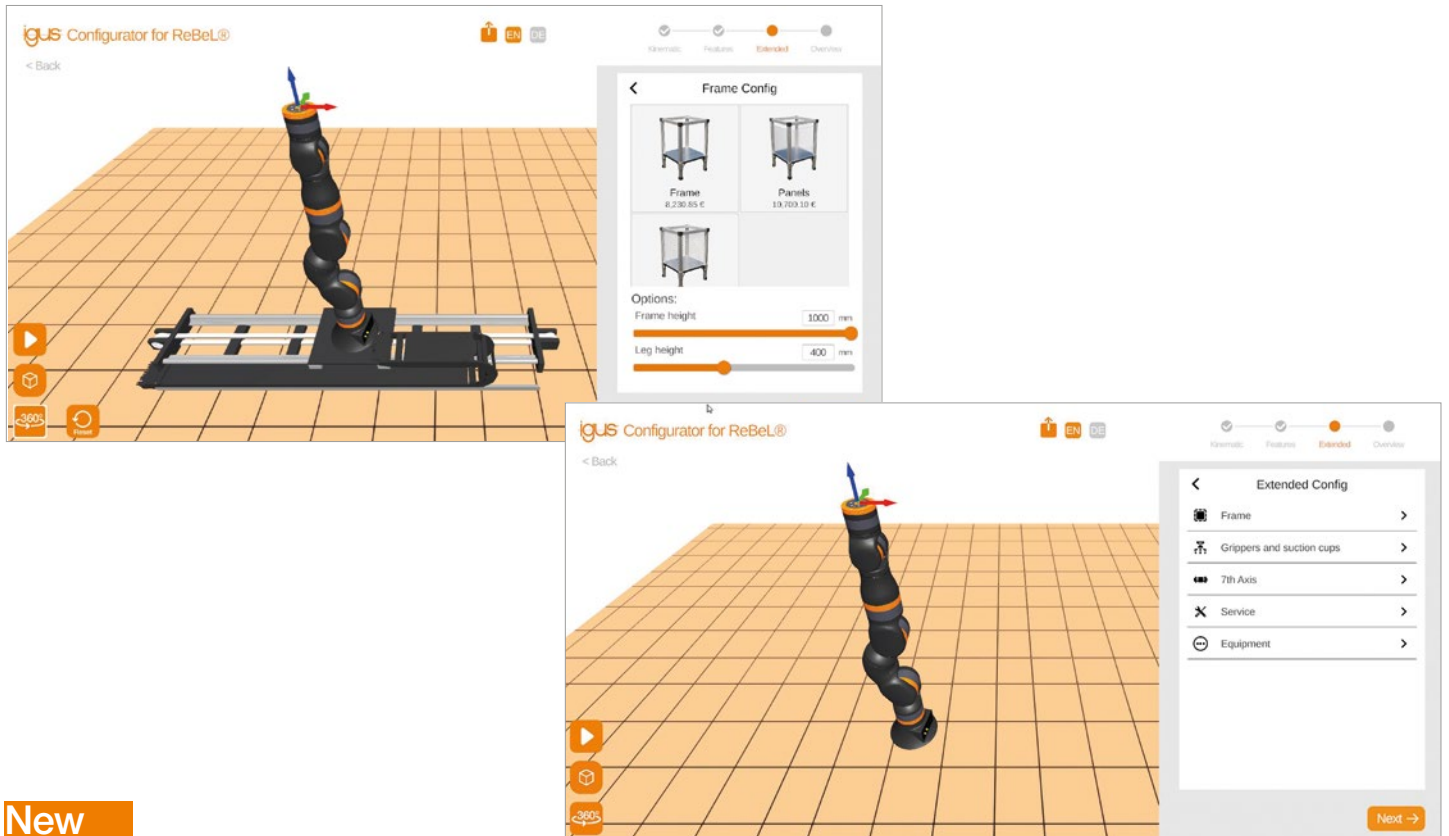 igus Configurator for ReBeL®
EN DE
Kinematic Features Extended Overview
< Back
Frame Config
Frame Panels
8,230.85 € 10,700.10 €
Options:
Frame height 1000 mm
Leg height 400 mm
360°
Reset
igus Configurator for ReBeL®
EN DE
Kinematic Features Extended Overview
< Back
Extended Config
Frame
Grippers and suction cups
7th Axis
Service
Equipment
360°
Next →
New